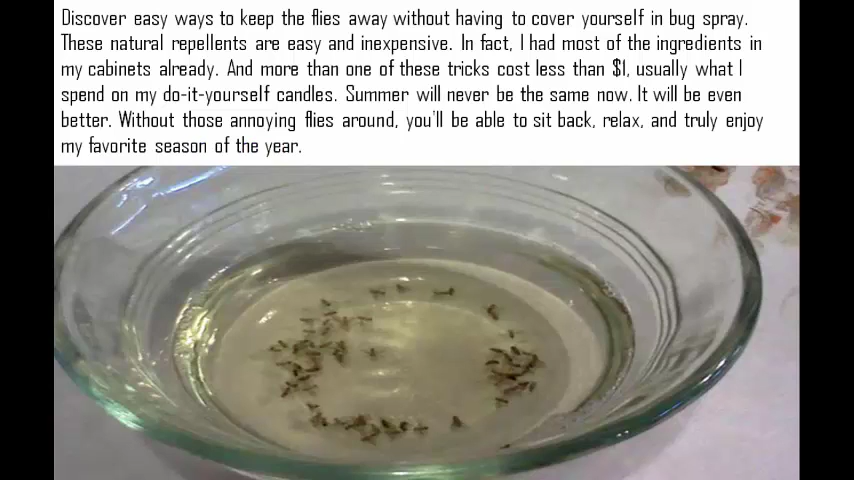 Discover easy ways to keep the flies away without having to cover yourself in bug spray.
These natural repellents are easy and inexpensive. In fact, I had most of the ingredients in
my cabinets already. And more than one of these tricks cost less than $1, usually what I
spend on my do-it-yourself candles. Summer will never be the same now. It will be even
better. Without those annoying flies around, you'll be able to sit back, relax, and truly enjoy
my favorite season of the year.